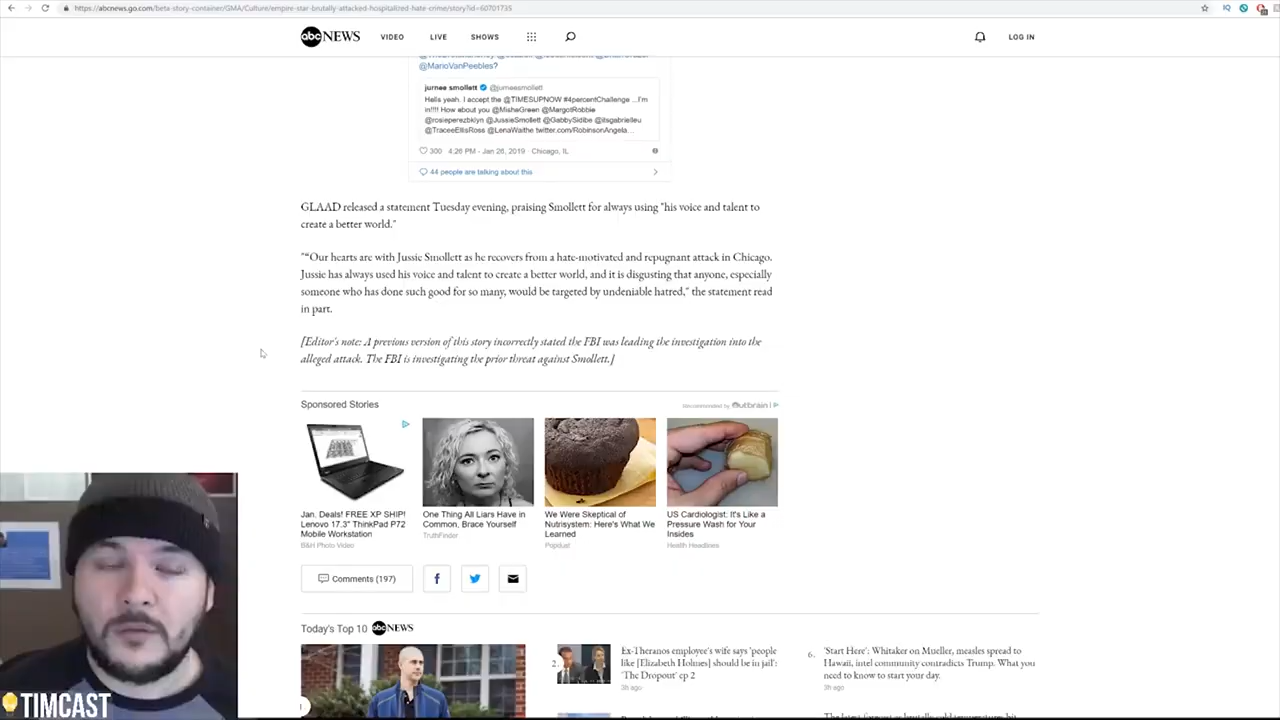 https://abcnews.go.com/beta-story-container/GMA/Culture/empire-star-brutally-attacked-hospitalized-hate-crime/story?id=60701735
abc NEWS VIDEO LIVE SHOWS LOG IN
@MarioVanPeebles?
jurnee smollett @jurneesmollett
Hells yeah. I accept the @TIMESUPNOW #4percentChallenge ...I'm
in!!!! How about you @MisheGreen @MargotRobbie
@rosieperezbklyn @JussieSmollett @GabbySidibe @itsgabrielleu
@TraceeEllisRoss @LenaWaithe twitter.com/RobinsonAngela...
300 4:26 PM - Jan 26, 2019 · Chicago, IL
44 people are talking about this
GLAAD released a statement Tuesday evening, praising Smollett for always using "his voice and talent to
create a better world."
"“Our hearts are with Jussie Smollett as he recovers from a hate-motivated and repugnant attack in Chicago.
Jussie has always used his voice and talent to create a better world, and it is disgusting that anyone, especially
someone who has done such good for so many, would be targeted by undeniable hatred," the statement read
in part.
[Editor's note: A previous version of this story incorrectly stated the FBI was leading the investigation into the
alleged attack. The FBI is investigating the prior threat against Smollett.]
Sponsored Stories
Recommended by Outbrain
Jan. Deals! FREE XP SHIP!
Lenovo 17.3" ThinkPad P72
Mobile Workstation
B&H Photo Video
One Thing All Liars Have in
Common, Brace Yourself
TruthFinder
We Were Skeptical of
Nutrisystem: Here's What We
Learned
Popdust
US Cardiologist: It's Like a
Pressure Wash for Your
Insides
Health Headlines
Comments (197)
Today's Top 10 abc NEWS
2.
Ex-Theranos employee's wife says 'people
like [Elizabeth Holmes] should be in jail':
'The Dropout' ep 2
3h ago
6.
'Start Here': Whitaker on Mueller, measles spread to
Hawaii, intel community contradicts Trump. What you
need to know to start your day.
3h ago
TIMCAST